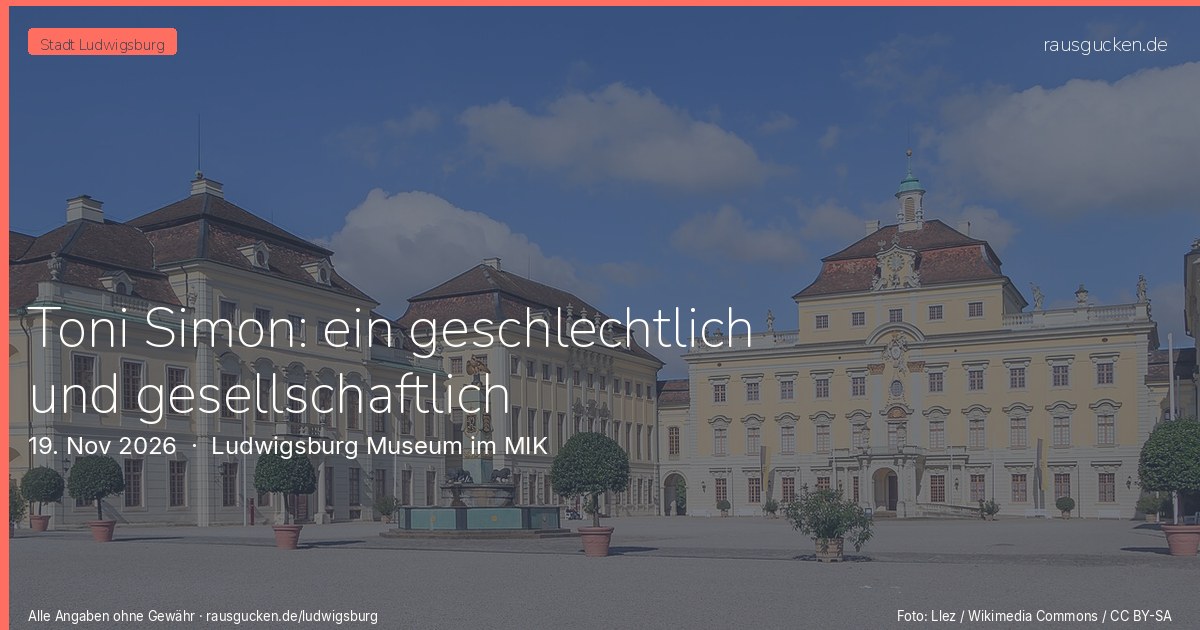 Stadt Ludwigsburg
rausgucken.de
Toni Simon: ein geschlechtlich
und gesellschaftlich
19. Nov 2026 · Ludwigsburg Museum im MIK
Alle Angaben ohne Gewähr · rausgucken.de/ludwigsburg
Foto: Llez / Wikimedia Commons / CC BY-SA